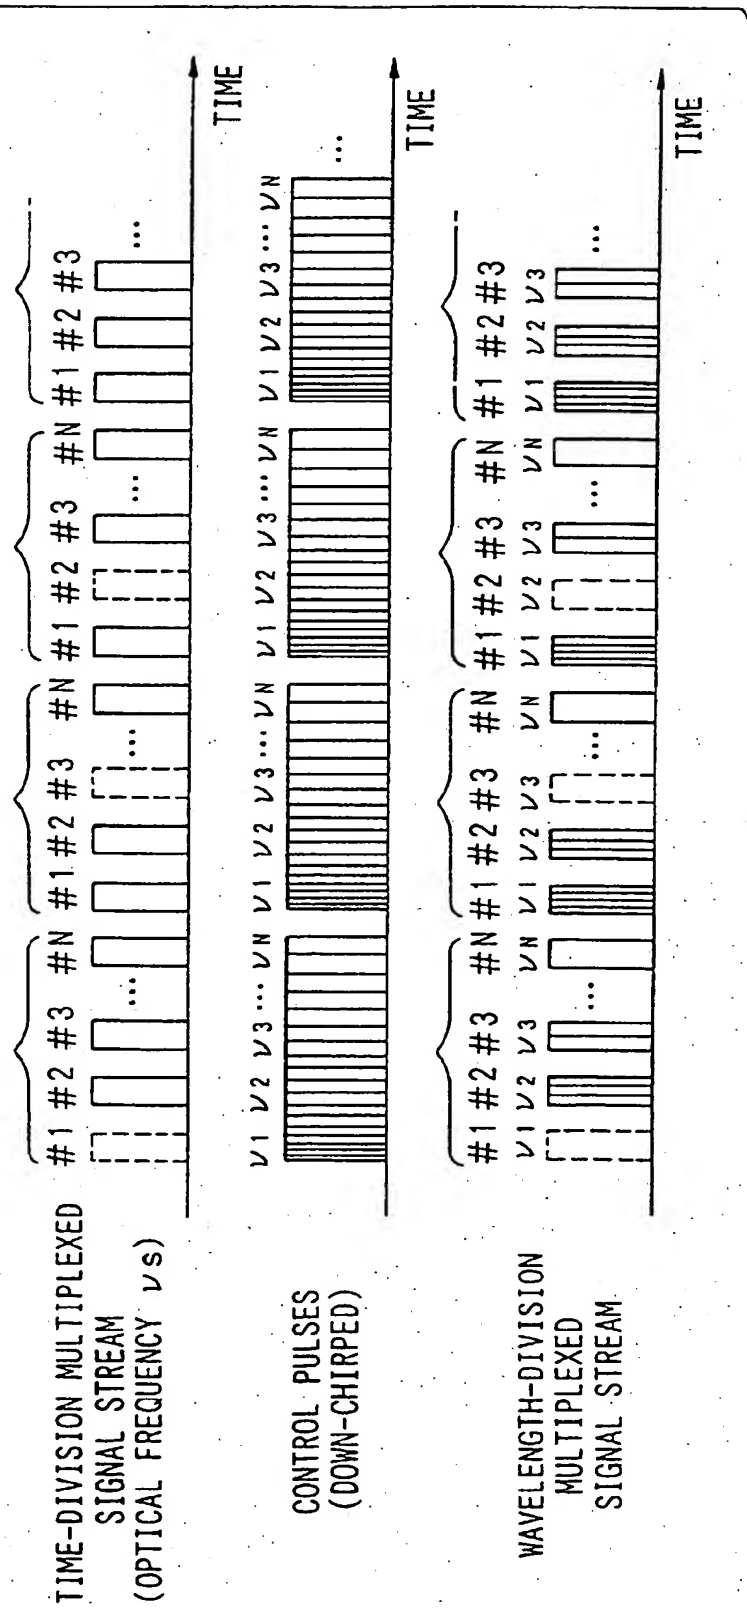 #1 #2 #3 #N #1 #2 #3 #N #1 #2 #3 #N #1 #2 #3
... ... ... ...
TIME-DIVISION MULTIPLEXED
SIGNAL STREAM
(OPTICAL FREQUENCY νs)
TIME
ν1 ν2 ν3 ... νN ν1 ν2 ν3 ... νN ν1 ν2 ν3 ... νN ν1 ν2 ν3 ... νN
...
CONTROL PULSES
(DOWN-CHIRPED)
TIME
#1 #2 #3 #N #1 #2 #3 #N #1 #2 #3 #N #1 #2 #3
ν1 ν2 ν3 νN ν1 ν2 ν3 νN ν1 ν2 ν3 νN ν1 ν2 ν3
... ... ... ...
WAVELENGTH-DIVISION
MULTIPLEXED
SIGNAL STREAM
TIME